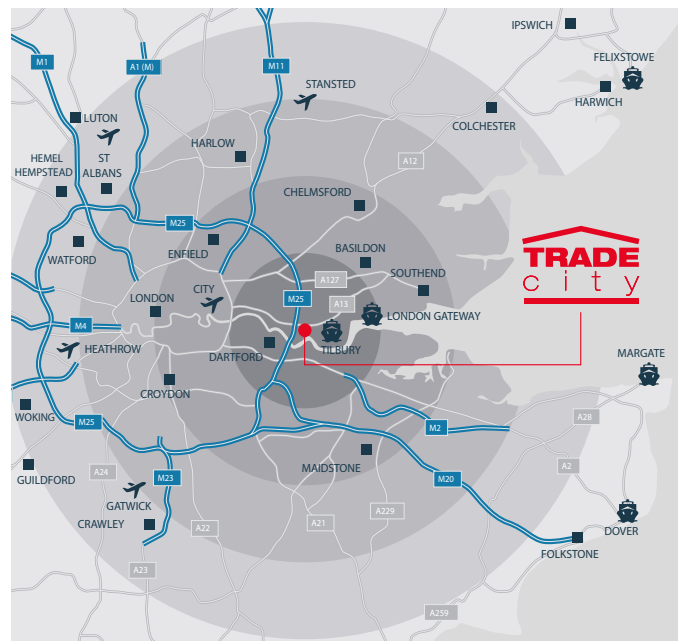 IPSWICH
FELIXSTOWE
M1
A1 (M)
M11
STANSTED
HARWICH
COLCHESTER
LUTON
HARLOW
A12
HEMEL
HEMPSTEAD
ST
ALBANS
CHELMSFORD
M25
ENFIELD
WATFORD
BASILDON
SOUTHEND
A127
TRADE
city
CITY
M25
A13
LONDON
LONDON GATEWAY
M4
TILBURY
HEATHROW
DARTFORD
MARGATE
CROYDON
WOKING
M25
M2
A28
MAIDSTONE
GUILDFORD
A24
M23
M20
A2
GATWICK
CRAWLEY
A22
A21
A229
DOVER
FOLKSTONE
A23
A259